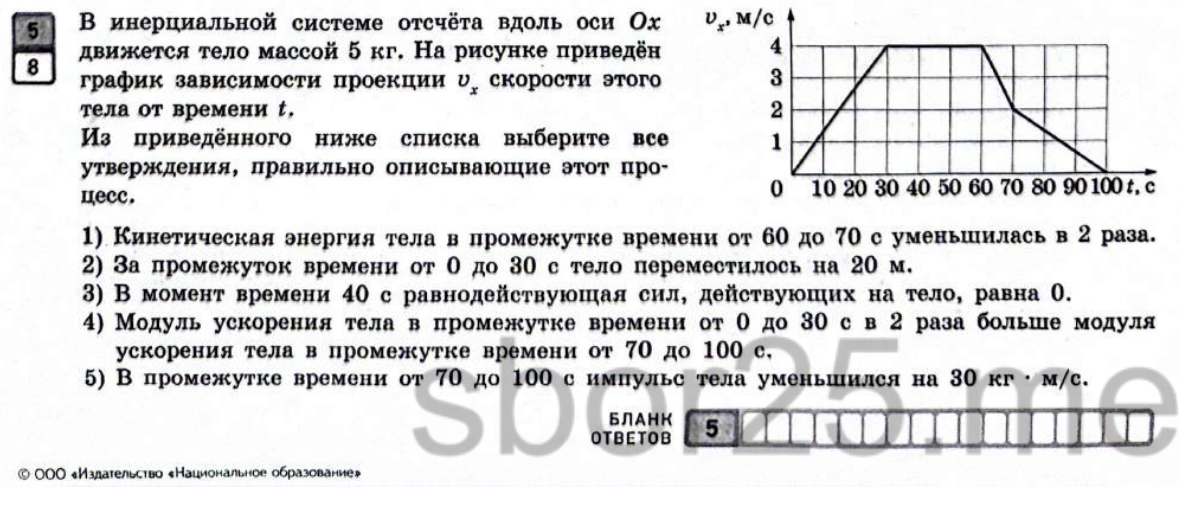 5
8
В инерциальной системе отсчёта вдоль оси Ox
движется тело массой 5 кг. На рисунке приведён
график зависимости проекции vₓ скорости этого
тела от времени t.
Из приведённого ниже списка выберите все
утверждения, правильно описывающие этот про-
цесс.
vₓ, м/с
4
3
2
1
0 10 20 30 40 50 60 70 80 90 100 t, с
1) Кинетическая энергия тела в промежутке времени от 60 до 70 с уменьшилась в 2 раза.
2) За промежуток времени от 0 до 30 с тело переместилось на 20 м.
3) В момент времени 40 с равнодействующая сил, действующих на тело, равна 0.
4) Модуль ускорения тела в промежутке времени от 0 до 30 с в 2 раза больше модуля
ускорения тела в промежутке времени от 70 до 100 с.
5) В промежутке времени от 70 до 100 с импульс тела уменьшился на 30 кг · м/с.
sbor25.me
БЛАНК
ОТВЕТОВ
5
© ООО «Издательство «Национальное образование»